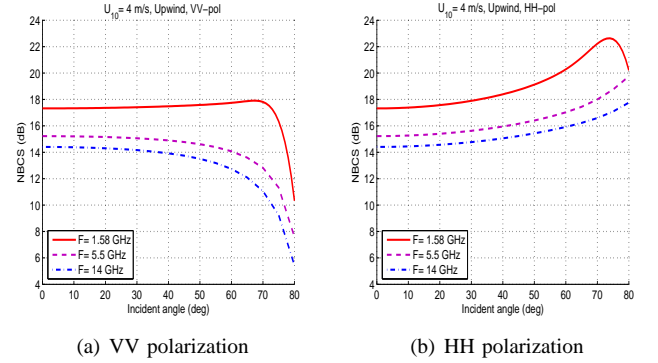 U10= 4 m/s, Upwind, VV-pol
24
22
20
18
16
14
12
10
8
6
4
NBCS (dB)
F= 1.58 GHz
F= 5.5 GHz
F= 14 GHz
0 10 20 30 40 50 60 70 80
Incident angle (deg)
(a) VV polarization
U10= 4 m/s, Upwind, HH-pol
24
22
20
18
16
14
12
10
8
6
4
NBCS (dB)
F= 1.58 GHz
F= 5.5 GHz
F= 14 GHz
0 10 20 30 40 50 60 70 80
Incident angle (deg)
(b) HH polarization